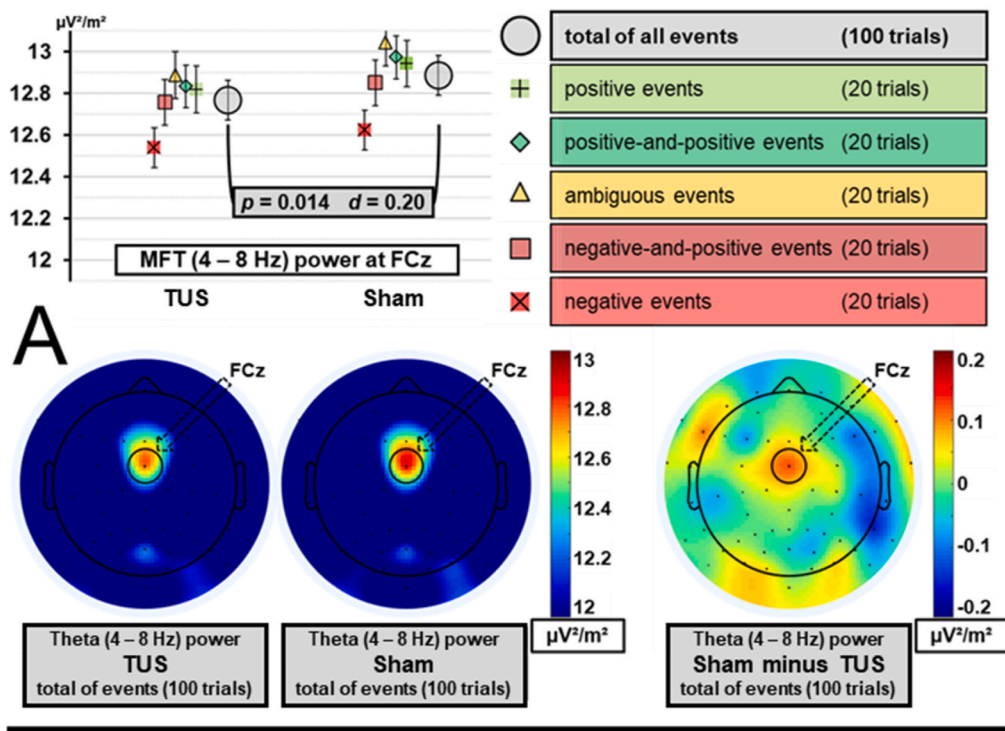 µV²/m²
13
12.8
12.6
12.4
12.2
12
p = 0.014 d = 0.20
MFT (4 – 8 Hz) power at FCz
TUS Sham
total of all events (100 trials)
positive events (20 trials)
positive-and-positive events (20 trials)
ambiguous events (20 trials)
negative-and-positive events (20 trials)
negative events (20 trials)
A
FCz
FCz
13
12.8
12.6
12.4
12.2
12
µV²/m²
FCz
0.2
0.1
0
-0.1
-0.2
µV²/m²
Theta (4 – 8 Hz) power
TUS
total of events (100 trials)
Theta (4 – 8 Hz) power
Sham
total of events (100 trials)
Theta (4 – 8 Hz) power
Sham minus TUS
total of events (100 trials)